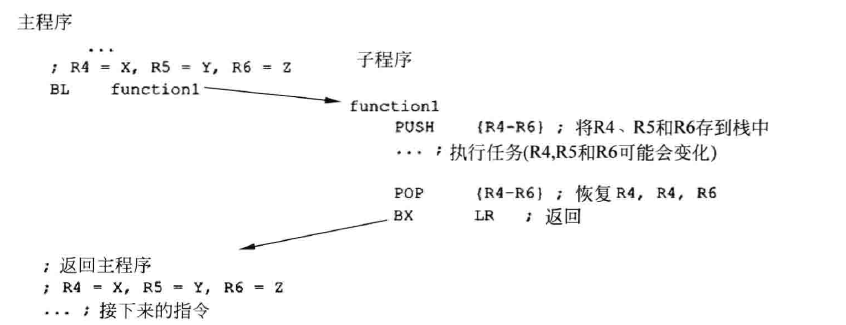 主程序
...
; R4 = X, R5 = Y, R6 = Z
BL function1
子程序
function1
PUSH {R4-R6} ; 将R4、R5和R6存到栈中
... ; 执行任务(R4,R5和R6可能会变化)
POP {R4-R6} ; 恢复 R4, R4, R6
BX LR ; 返回
; 返回主程序
; R4 = X, R5 = Y, R6 = Z
... ; 接下来的指令